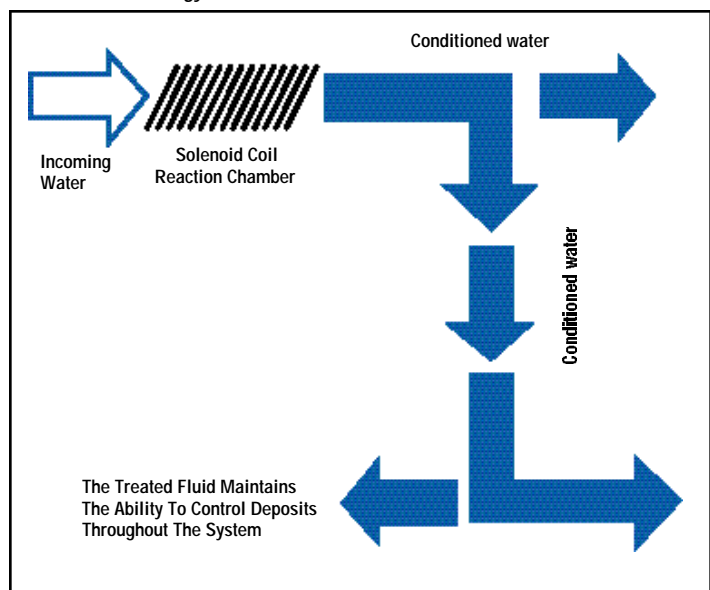 Conditioned water
Incoming
Water
Solenoid Coil
Reaction Chamber
Conditioned water
The Treated Fluid Maintains
The Ability To Control Deposits
Throughout The System